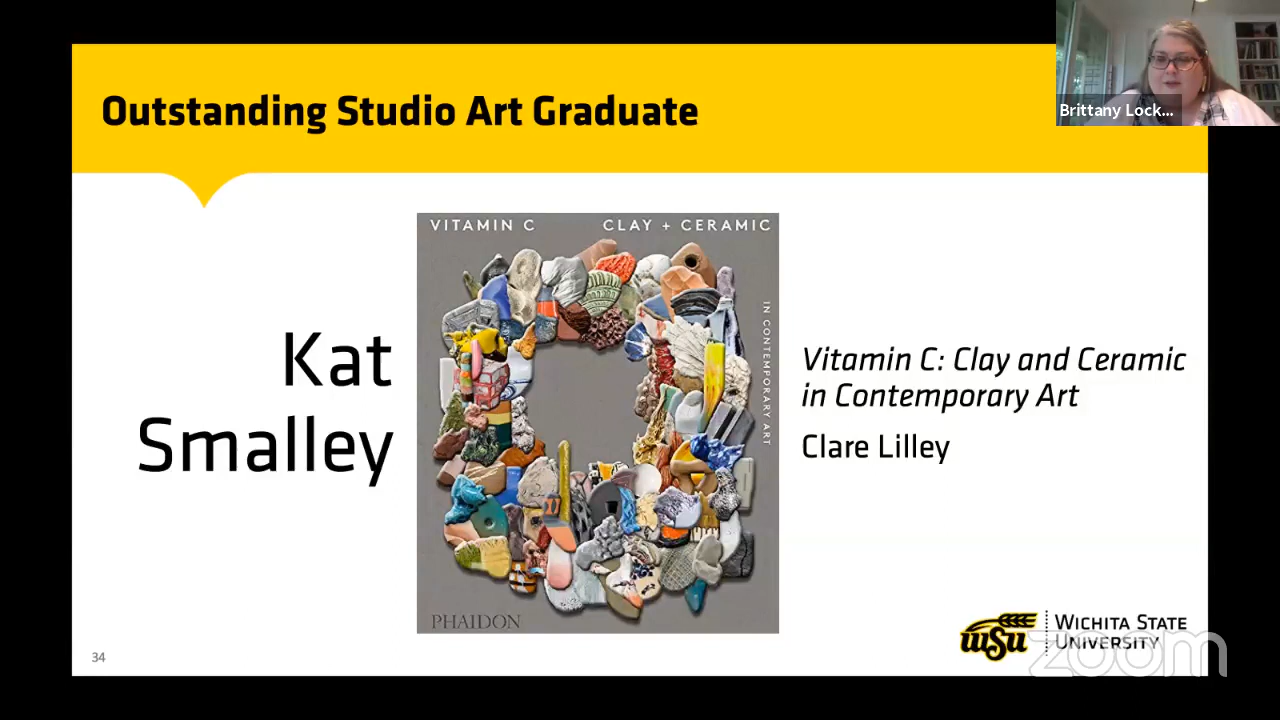 Outstanding Studio Art Graduate
Brittany Lock...
VITAMIN C CLAY + CERAMIC
IN CONTEMPORARY ART
Kat
Smalley
Vitamin C: Clay and Ceramic
in Contemporary Art
Clare Lilley
PHAIDON
34
wsu
WICHITA STATE
UNIVERSITY
zoom